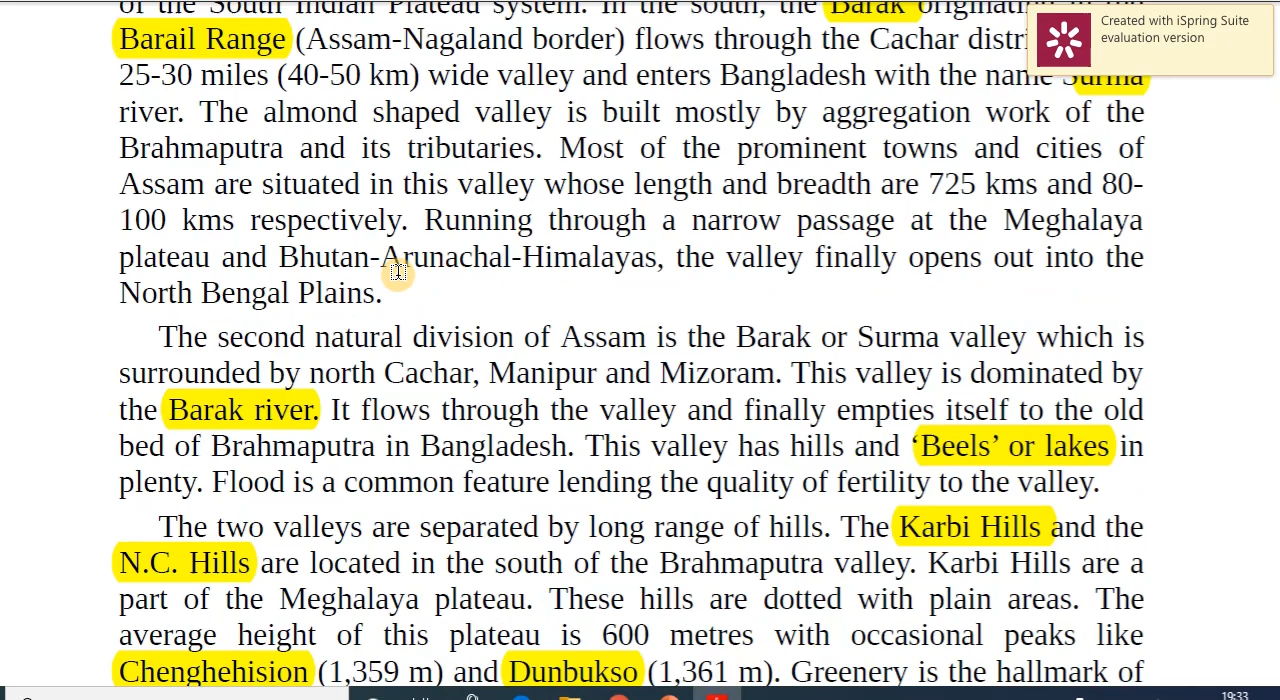 of the South Indian Plateau system. In the south, the Barak originating in the
Created with iSpring Suite
evaluation version
Barail Range (Assam-Nagaland border) flows through the Cachar
25-30 miles (40-50 km) wide valley and enters Bangladesh with the name Surma
river. The almond shaped valley is built mostly by aggregation work of the
Brahmaputra and its tributaries. Most of the prominent towns and cities of
Assam are situated in this valley whose length and breadth are 725 kms and 80-
100 kms respectively. Running through a narrow passage at the Meghalaya
plateau and Bhutan-Arunachal-Himalayas, the valley finally opens out into the
North Bengal Plains.
The second natural division of Assam is the Barak or Surma valley which is
surrounded by north Cachar, Manipur and Mizoram. This valley is dominated by
the Barak river. It flows through the valley and finally empties itself to the old
bed of Brahmaputra in Bangladesh. This valley has hills and ‘Beels’ or lakes in
plenty. Flood is a common feature lending the quality of fertility to the valley.
The two valleys are separated by long range of hills. The Karbi Hills and the
N.C. Hills are located in the south of the Brahmaputra valley. Karbi Hills are a
part of the Meghalaya plateau. These hills are dotted with plain areas. The
average height of this plateau is 600 metres with occasional peaks like
Chenghehision (1,359 m) and Dunbukso (1,361 m). Greenery is the hallmark of
19:33